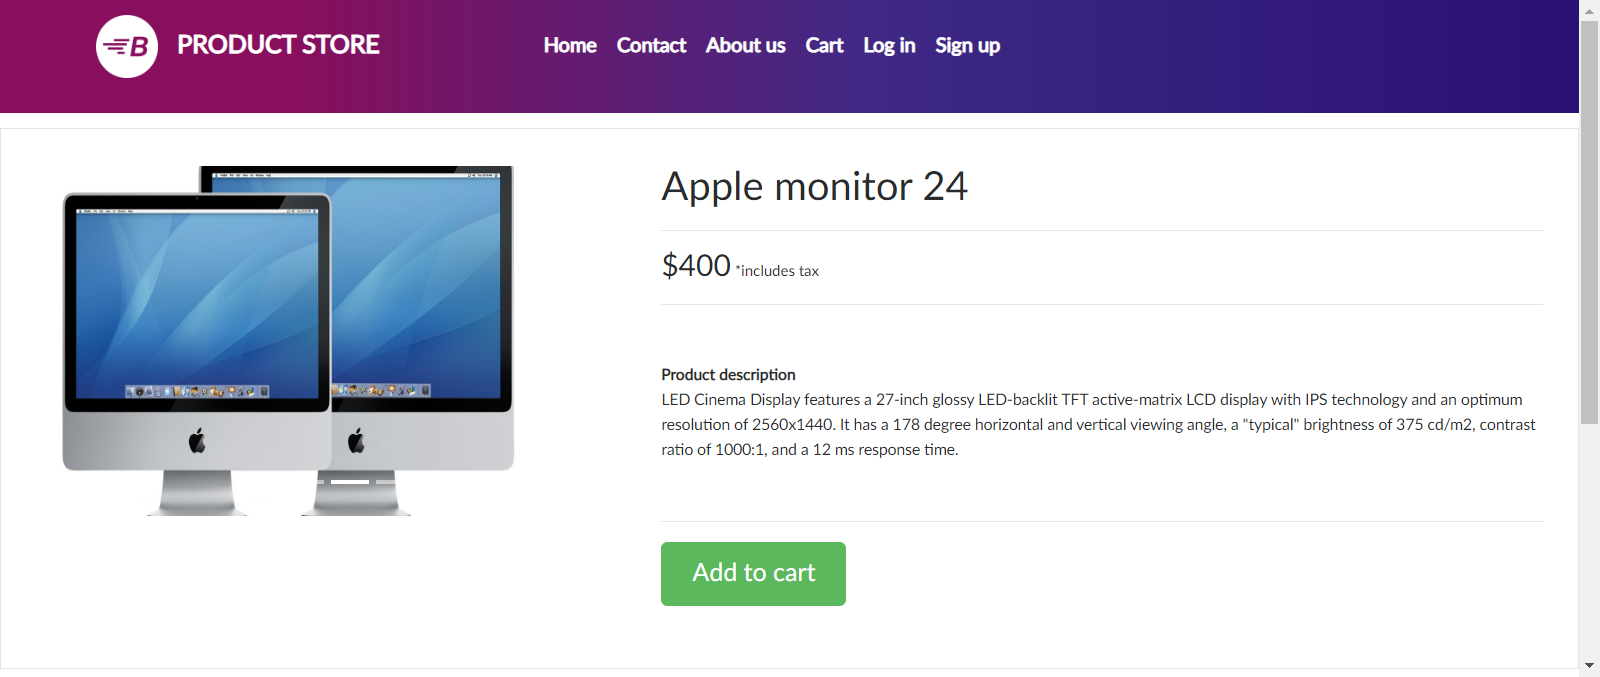 B PRODUCT STORE
Home Contact About us Cart Log in Sign up
Apple monitor 24
$400 *includes tax
Product description
LED Cinema Display features a 27-inch glossy LED-backlit TFT active-matrix LCD display with IPS technology and an optimum
resolution of 2560x1440. It has a 178 degree horizontal and vertical viewing angle, a "typical" brightness of 375 cd/m2, contrast
ratio of 1000:1, and a 12 ms response time.
Add to cart